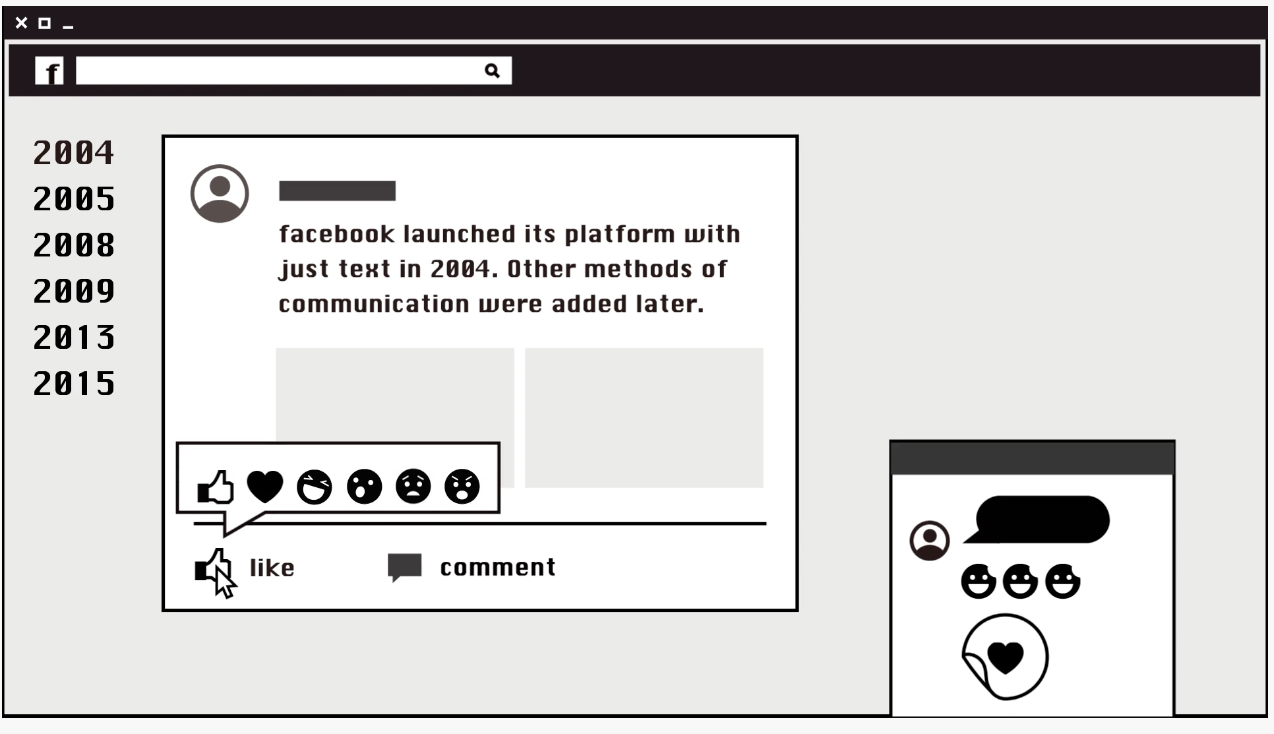 f
2004
2005
2008
2009
2013
2015
facebook launched its platform with
just text in 2004. Other methods of
communication were added later.
like
comment